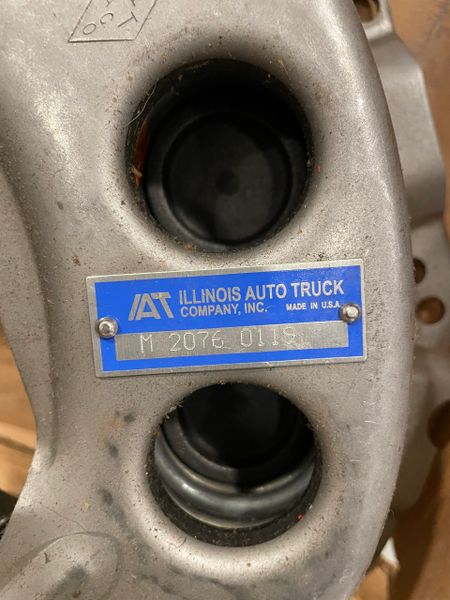 IAT ILLINOIS AUTO TRUCK
COMPANY, INC. MADE IN U.S.A.
M 2076 0119